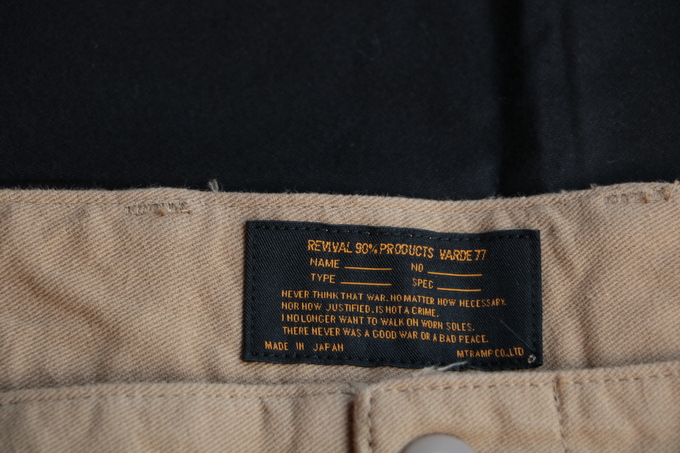 REVIVAL 90% PRODUCTS VARDE 77
NAME NO
TYPE SPEC
NEVER THINK THAT WAR. NO MATTER HOW NECESSARY.
NOR HOW JUSTIFIED. IS NOT A CRIME.
I NO LONGER WANT TO WALK ON WORN SOLES.
THERE NEVER WAS A GOOD WAR OR A BAD PEACE.
MADE IN JAPAN MTRAMP CO.,LTD